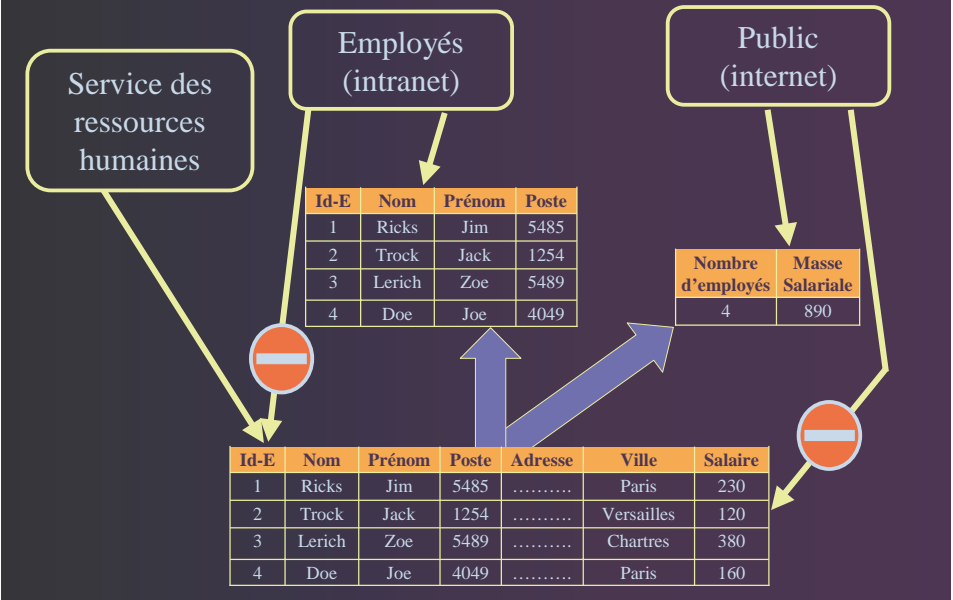 Service des
ressources
humaines
Employés
(intranet)
Public
(internet)
Id-E Nom Prénom Poste
1 Ricks Jim 5485
2 Trock Jack 1254
3 Lerich Zoe 5489
4 Doe Joe 4049
Nombre d'employés Masse Salariale
4 890
Id-E Nom Prénom Poste Adresse Ville Salaire
1 Ricks Jim 5485 ………. Paris 230
2 Trock Jack 1254 ………. Versailles 120
3 Lerich Zoe 5489 ………. Chartres 380
4 Doe Joe 4049 ………. Paris 160